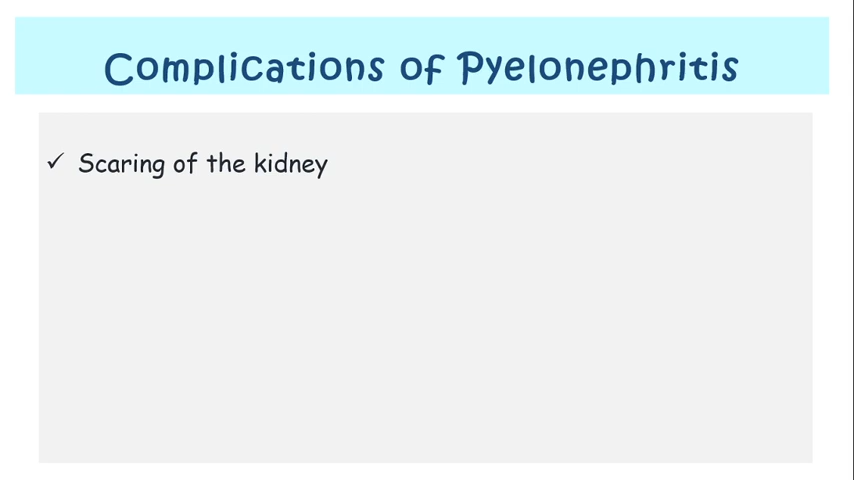 Complications of Pyelonephritis
✓ Scaring of the kidney